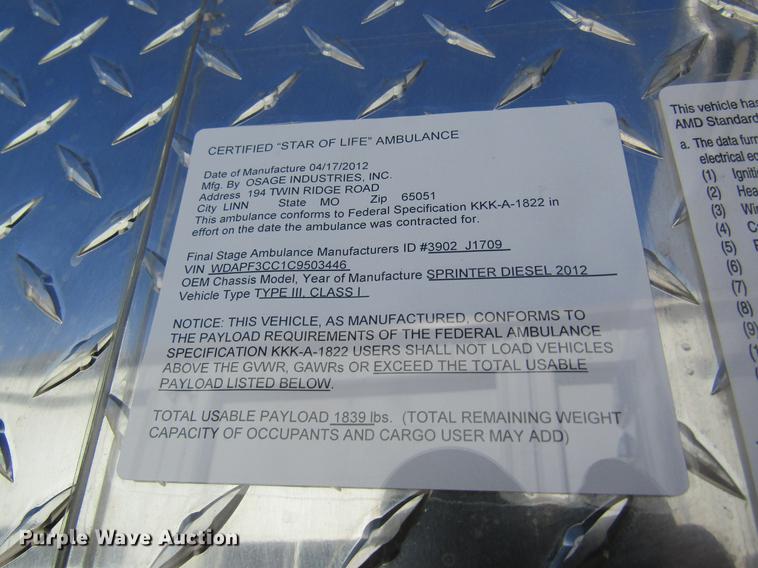 CERTIFIED "STAR OF LIFE" AMBULANCE
Date of Manufacture 04/17/2012
Mfg. By OSAGE INDUSTRIES, INC.
Address 194 TWIN RIDGE ROAD
City LINN State MO Zip 65051
This ambulance conforms to Federal Specification KKK-A-1822 in
effort on the date the ambulance was contracted for.
Final Stage Ambulance Manufacturers ID #3902 J1709
VIN WDAPF3CC1C9503446
OEM Chassis Model, Year of Manufacture SPRINTER DIESEL 2012
Vehicle Type TYPE III, CLASS I
NOTICE: THIS VEHICLE, AS MANUFACTURED, CONFORMS TO
THE PAYLOAD REQUIREMENTS OF THE FEDERAL AMBULANCE
SPECIFICATION KKK-A-1822 USERS SHALL NOT LOAD VEHICLES
ABOVE THE GVWR, GAWRs OR EXCEED THE TOTAL USABLE
PAYLOAD LISTED BELOW.
TOTAL USABLE PAYLOAD 1839 lbs. (TOTAL REMAINING WEIGHT
CAPACITY OF OCCUPANTS AND CARGO USER MAY ADD)
This vehicle has
AMD Standard
a. The data furn
electrical eq
(1) Igniti
(2) Hea
(3) Wi
(4) C
(5)
(6)
(7)
(8)
(9)
Purple Wave Auction